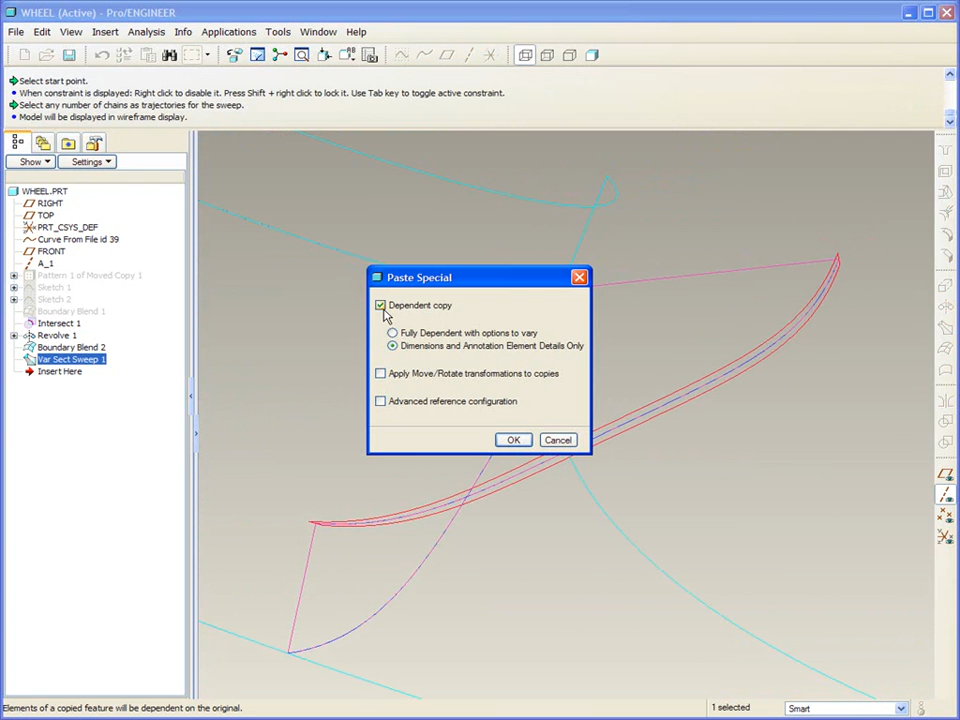 WHEEL (Active) - Pro/ENGINEER
File Edit View Insert Analysis Info Applications Tools Window Help
Select start point.
When constraint is displayed: Right click to disable it. Press Shift + right click to lock it. Use Tab key to toggle active constraint.
Select any number of chains as trajectories for the sweep.
Model will be displayed in wireframe display.
Show Settings
WHEEL.PRT
RIGHT
TOP
PRT_CSYS_DEF
Curve From File id 39
FRONT
A_1
Pattern 1 of Moved Copy 1
Sketch 1
Sketch 2
Boundary Blend 1
Intersect 1
Revolve 1
Boundary Blend 2
Var Sect Sweep 1
Insert Here
Paste Special
Dependent copy
Fully Dependent with options to vary
Dimensions and Annotation Element Details Only
Apply Move/Rotate transformations to copies
Advanced reference configuration
OK Cancel
Elements of a copied feature will be dependent on the original.
1 selected
Smart